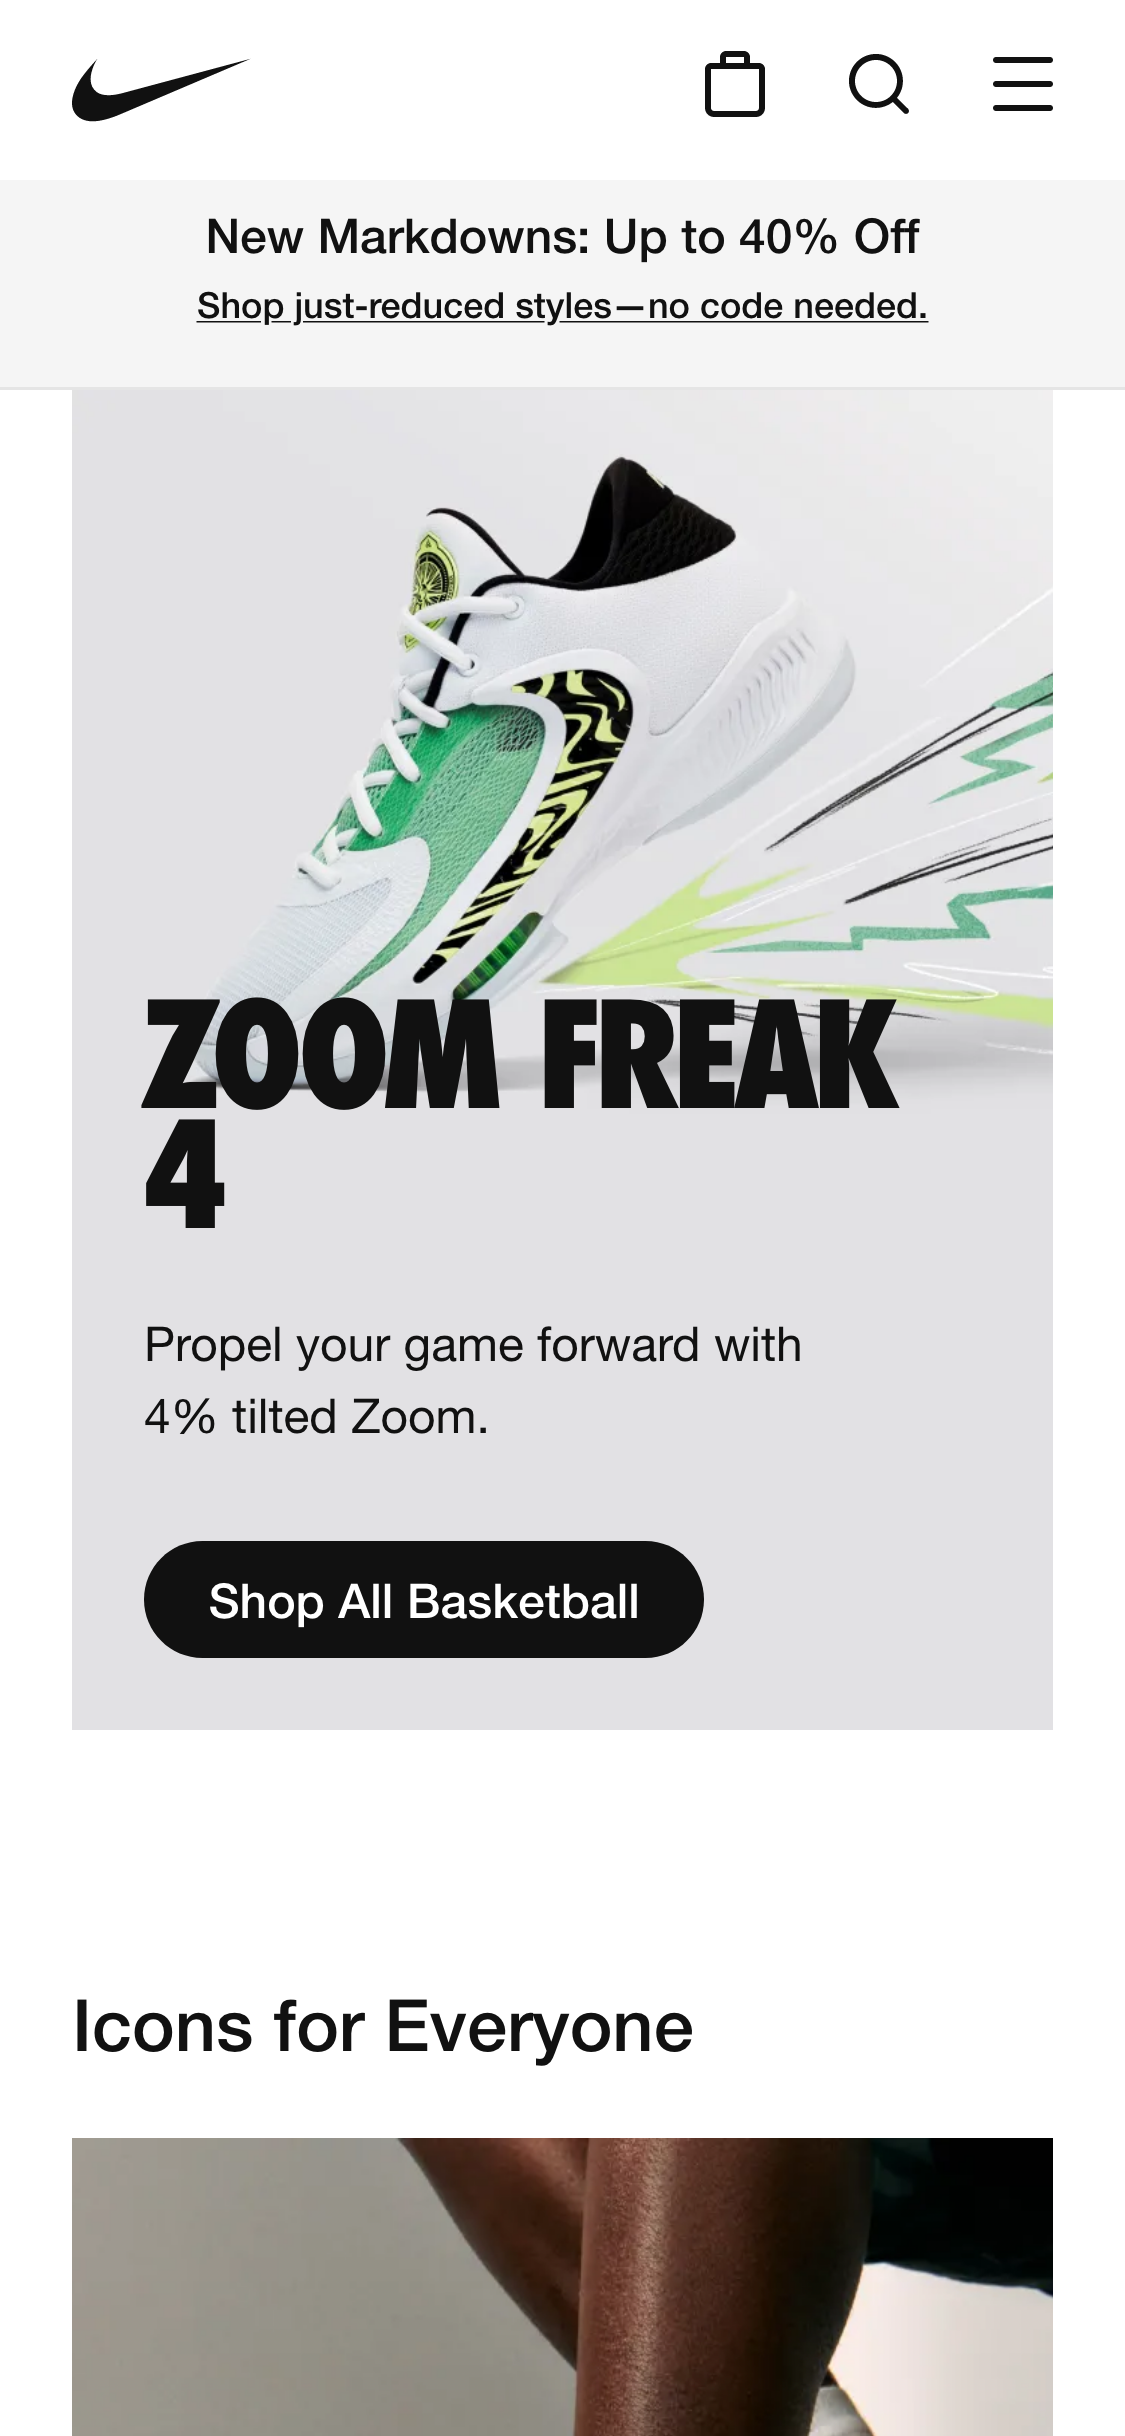 New Markdowns: Up to 40% Off
Shop just-reduced styles—no code needed.
ZOOM FREAK
4
Propel your game forward with
4% tilted Zoom.
Shop All Basketball
Icons for Everyone